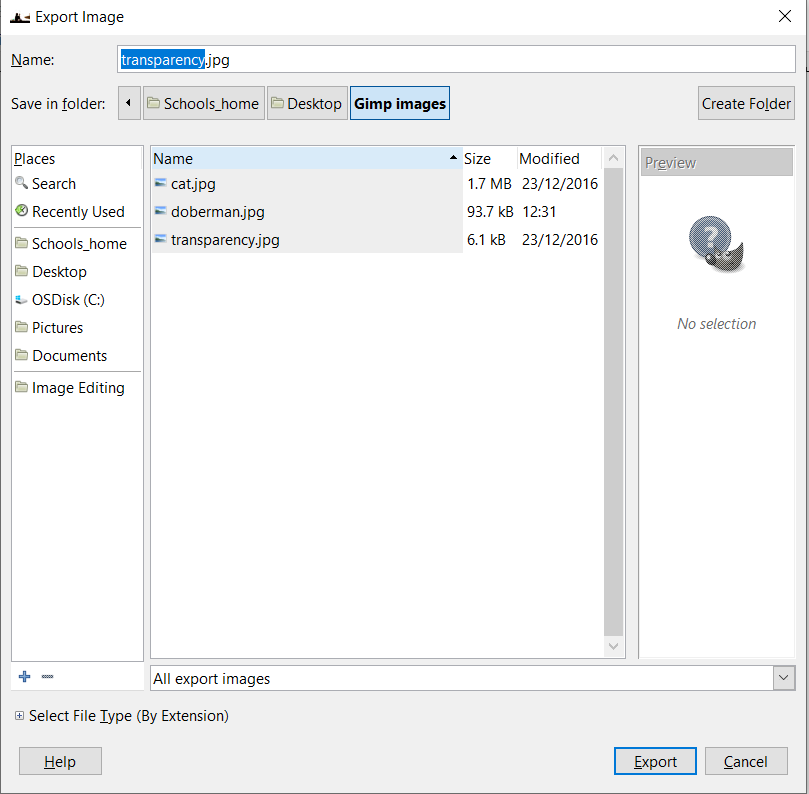 Export Image
Name: transparency.jpg
Save in folder: Schools_home Desktop Gimp images Create Folder
Places
Search
Recently Used
Schools_home
Desktop
OSDisk (C:)
Pictures
Documents
Image Editing
Name Size Modified
cat.jpg 1.7 MB 23/12/2016
doberman.jpg 93.7 kB 12:31
transparency.jpg 6.1 kB 23/12/2016
Preview
?
No selection
All export images
Select File Type (By Extension)
Help Export Cancel